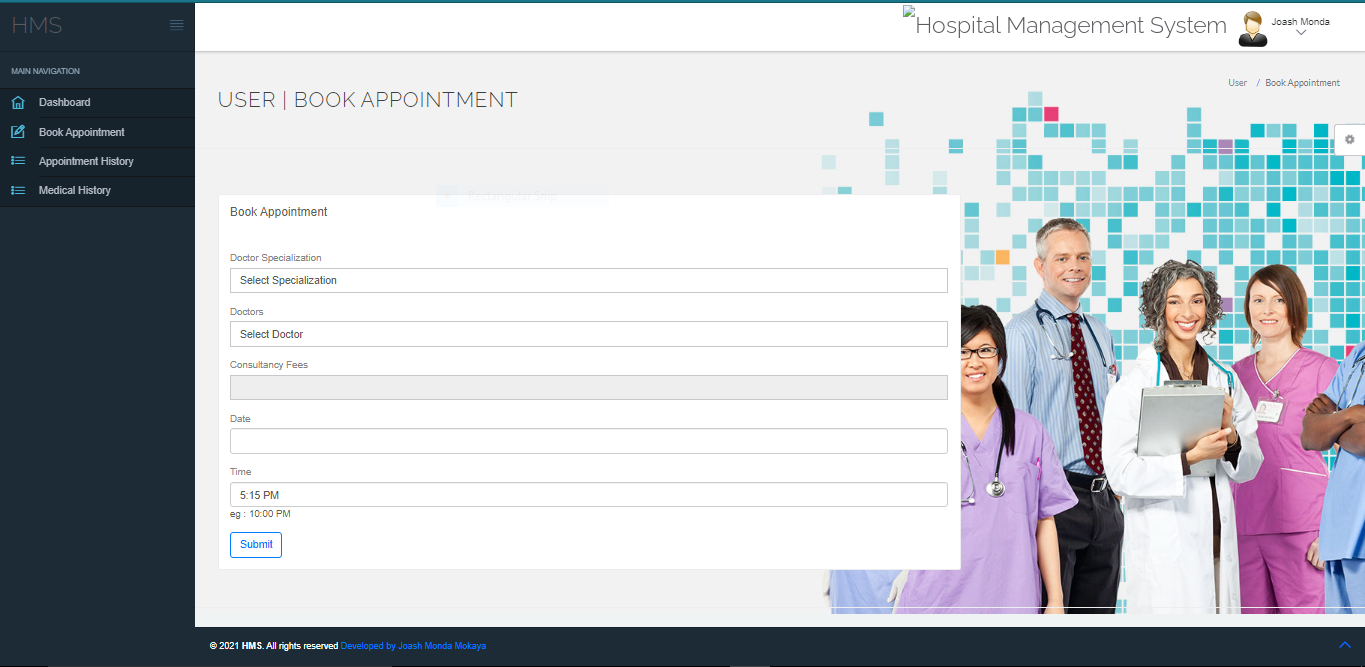 HMS
Hospital Management System
Joash Monda
MAIN NAVIGATION
Dashboard
Book Appointment
Appointment History
Medical History
USER | BOOK APPOINTMENT
User / Book Appointment
Rectangular Snip
Book Appointment
Doctor Specialization
Select Specialization
Doctors
Select Doctor
Consultancy Fees
Date
Time
5:15 PM
eg : 10:00 PM
Submit
© 2021 HMS. All rights reserved Developed by Joash Monda Mokaya